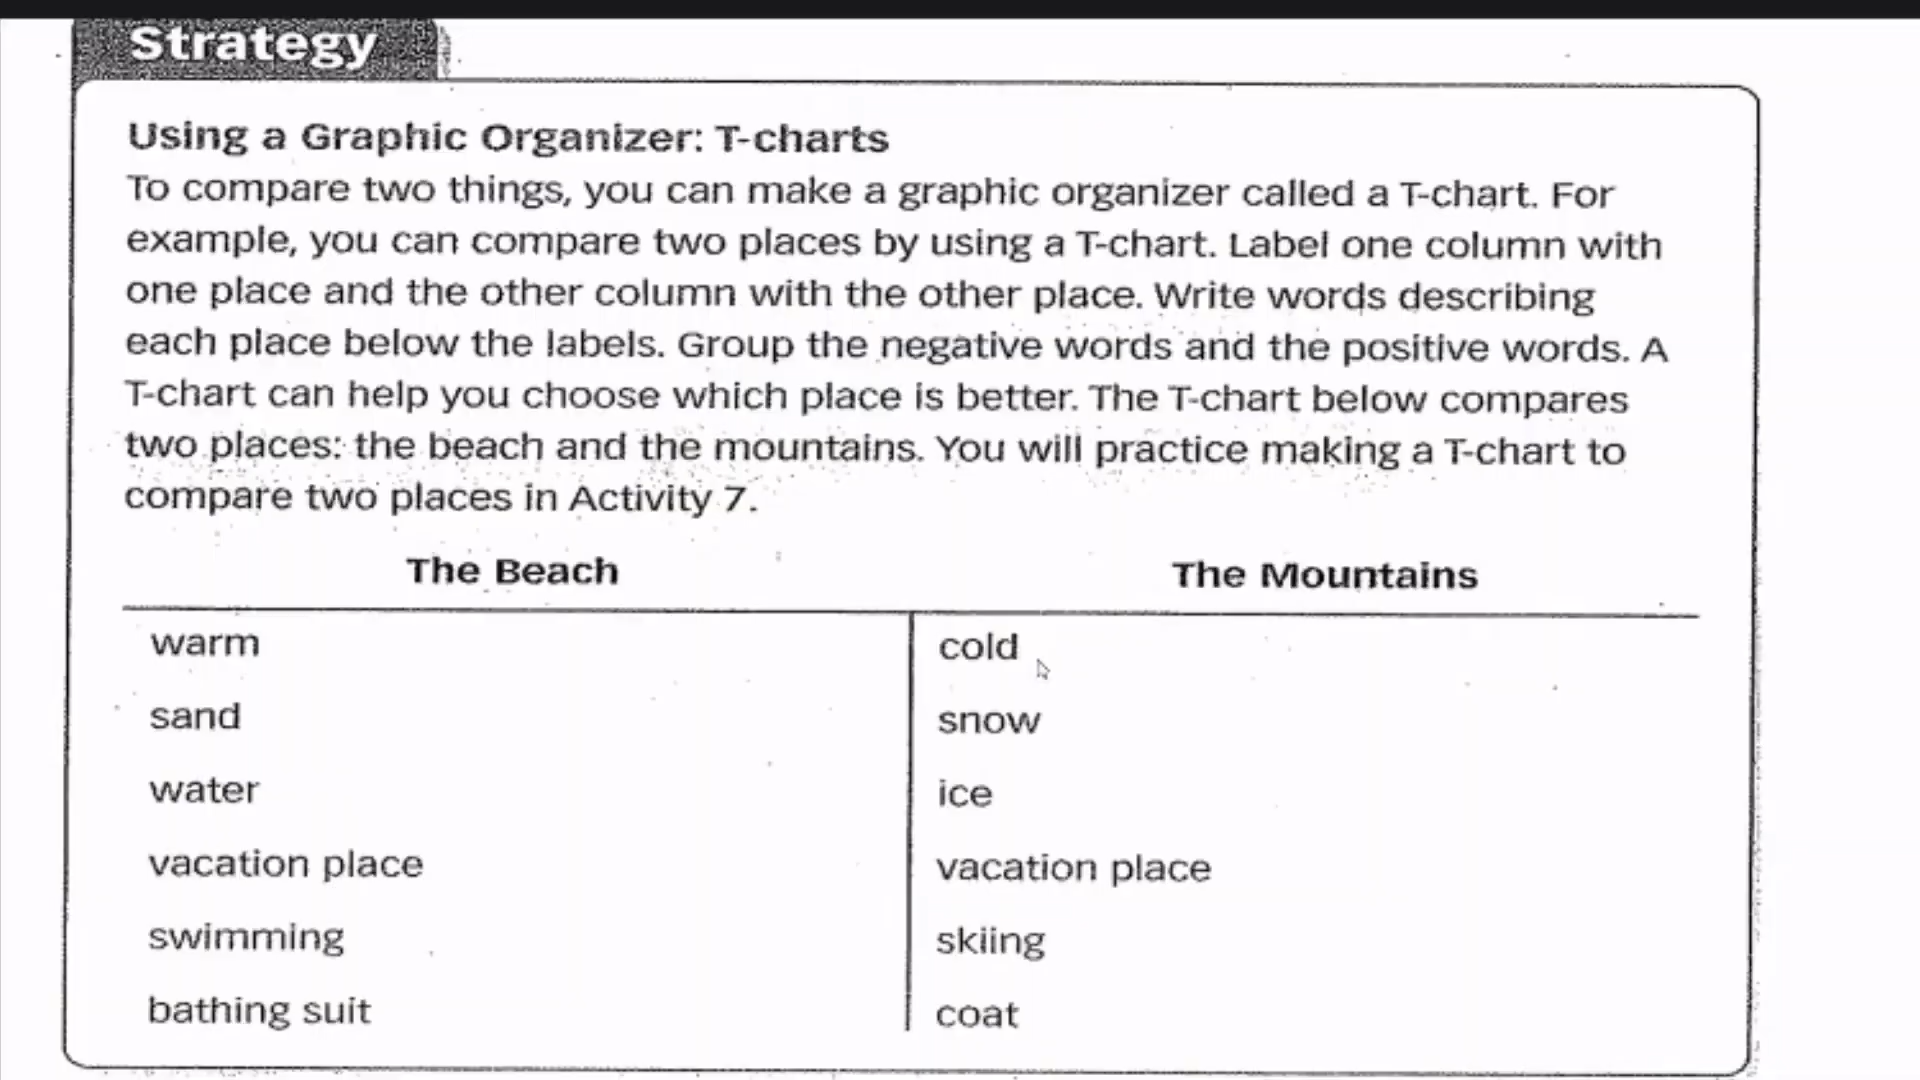 Strategy
Using a Graphic Organizer: T-charts
To compare two things, you can make a graphic organizer called a T-chart. For
example, you can compare two places by using a T-chart. Label one column with
one place and the other column with the other place. Write words describing
each place below the labels. Group the negative words and the positive words. A
T-chart can help you choose which place is better. The T-chart below compares
two places: the beach and the mountains. You will practice making a T-chart to
compare two places in Activity 7.
The Beach The Mountains
warm cold
sand snow
water ice
vacation place vacation place
swimming skiing
bathing suit coat